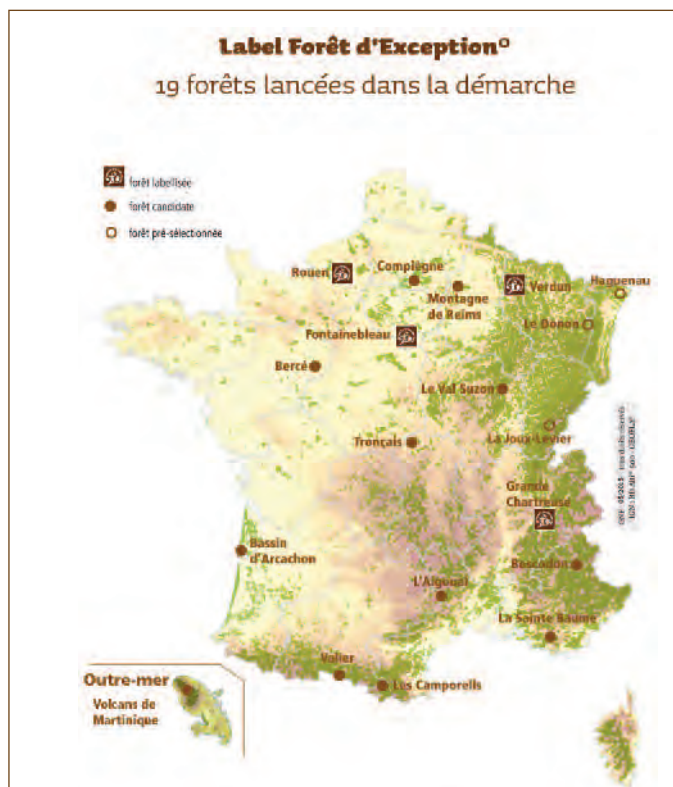 Label Forêt d'Exception®
19 forêts lancées dans la démarche
forêt labellisée
forêt candidate
forêt pré-sélectionnée
Rouen
Compiègne
Montagne
de Reims
Verdun
Haguenau
Le Donon
Fontainebleau
Bercé
Le Val Suzon
Tronçais
La Joux-Levier
Grande
Chartreuse
Bassin
d'Arcachon
Boscodon
L'Aigoual
La Sainte Baume
Valier
Les Camporells
Outre-mer
Volcans de
Martinique